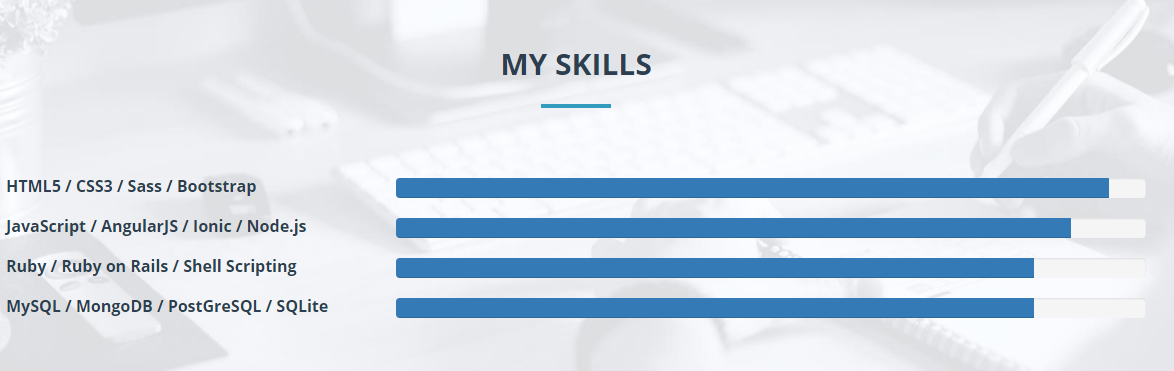 MY SKILLS
HTML5 / CSS3 / Sass / Bootstrap
JavaScript / AngularJS / Ionic / Node.js
Ruby / Ruby on Rails / Shell Scripting
MySQL / MongoDB / PostGreSQL / SQLite